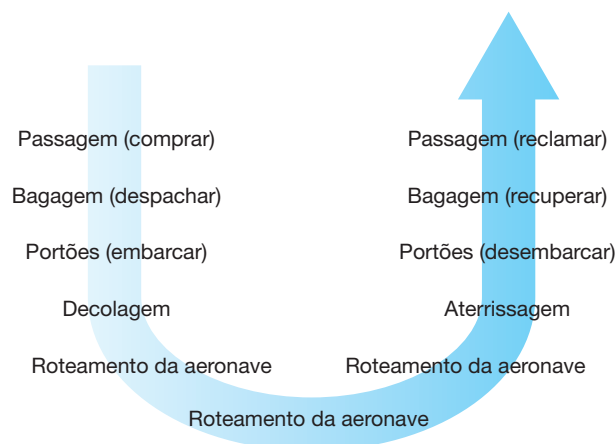 Passagem (comprar)
Passagem (reclamar)
Bagagem (despachar)
Bagagem (recuperar)
Portões (embarcar)
Portões (desembarcar)
Decolagem
Aterrissagem
Roteamento da aeronave
Roteamento da aeronave
Roteamento da aeronave